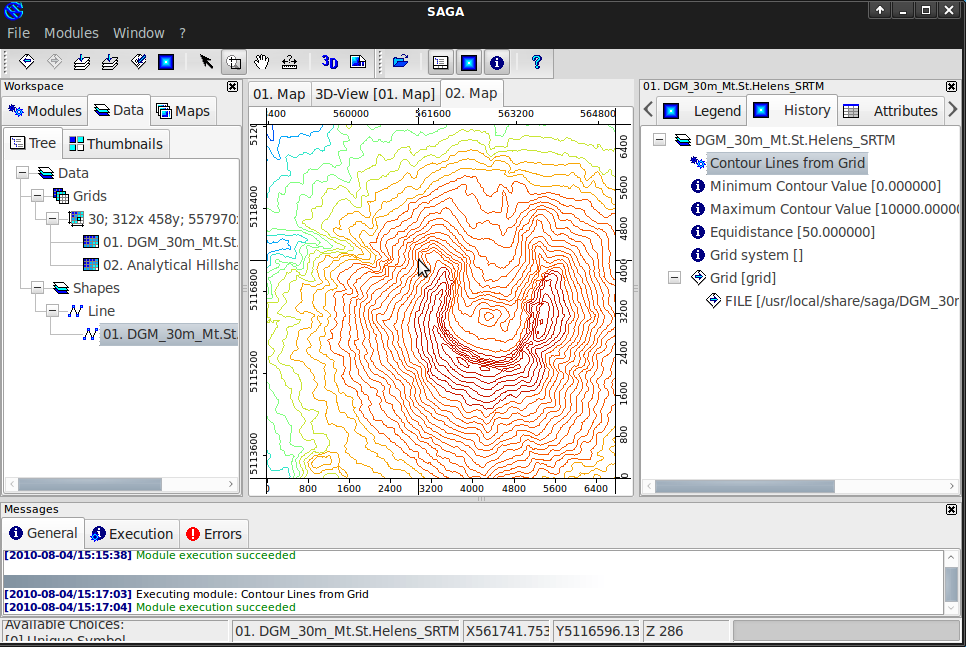 SAGA
File Modules Window ?
3D
Workspace
Modules Data Maps
Tree Thumbnails
Data
Grids
30; 312x 458y; 557970
01. DGM_30m_Mt.St.
02. Analytical Hillsha
Shapes
Line
01. DGM_30m_Mt.St.
01. Map 3D-View [01. Map] 02. Map
400 560000 561600 563200 564800
5120 5118400 5116800 5115200 5113600
6400 5600 4800 4000 3200 2400 1600 800 0
0 800 1600 2400 3200 4000 4800 5600 6400
01. DGM_30m_Mt.St.Helens_SRTM
Legend History Attributes
DGM_30m_Mt.St.Helens_SRTM
Contour Lines from Grid
Minimum Contour Value [0.000000]
Maximum Contour Value [10000.0000
Equidistance [50.000000]
Grid system []
Grid [grid]
FILE [/usr/local/share/saga/DGM_30r
Messages
General Execution Errors
[2010-08-04/15:15:38] Module execution succeeded
[2010-08-04/15:17:03] Executing module: Contour Lines from Grid
[2010-08-04/15:17:04] Module execution succeeded
Available Choices:
[0] Unique Symbol
01. DGM_30m_Mt.St.Helens_SRTM X561741.753 Y5116596.13 Z 286